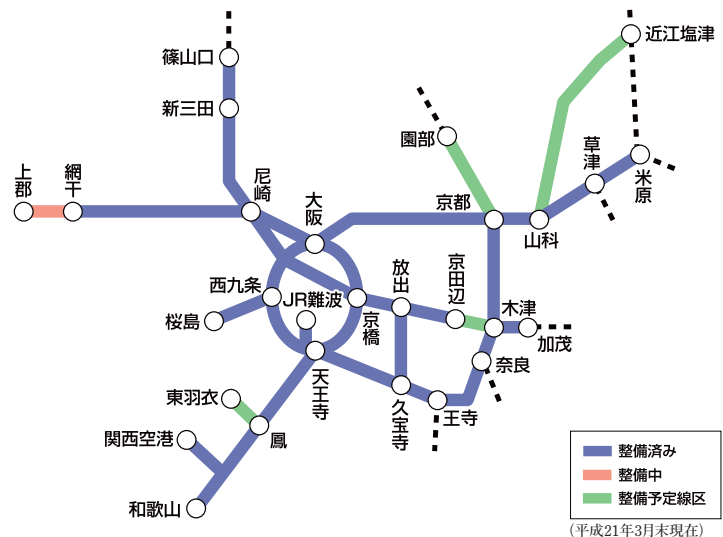 近江塩津
篠山口
新三田
園部
草津
米原
上郡
網干
尼崎
大阪
京都
山科
西九条
JR難波
放出
京田辺
木津
桜島
京橋
加茂
奈良
天王寺
久宝寺
王寺
東羽衣
鳳
関西空港
和歌山
整備済み
整備中
整備予定線区
(平成21年3月末現在)